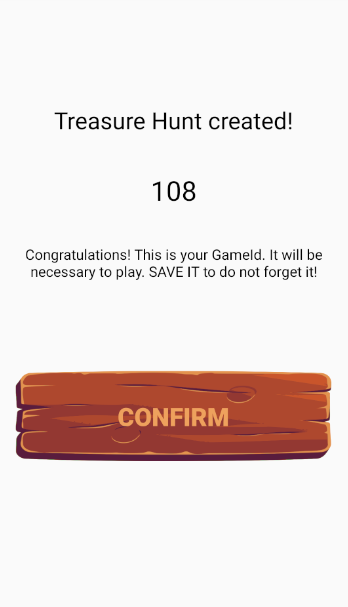 Treasure Hunt created!
108
Congratulations! This is your GameId. It will be
necessary to play. SAVE IT to do not forget it!
CONFIRM